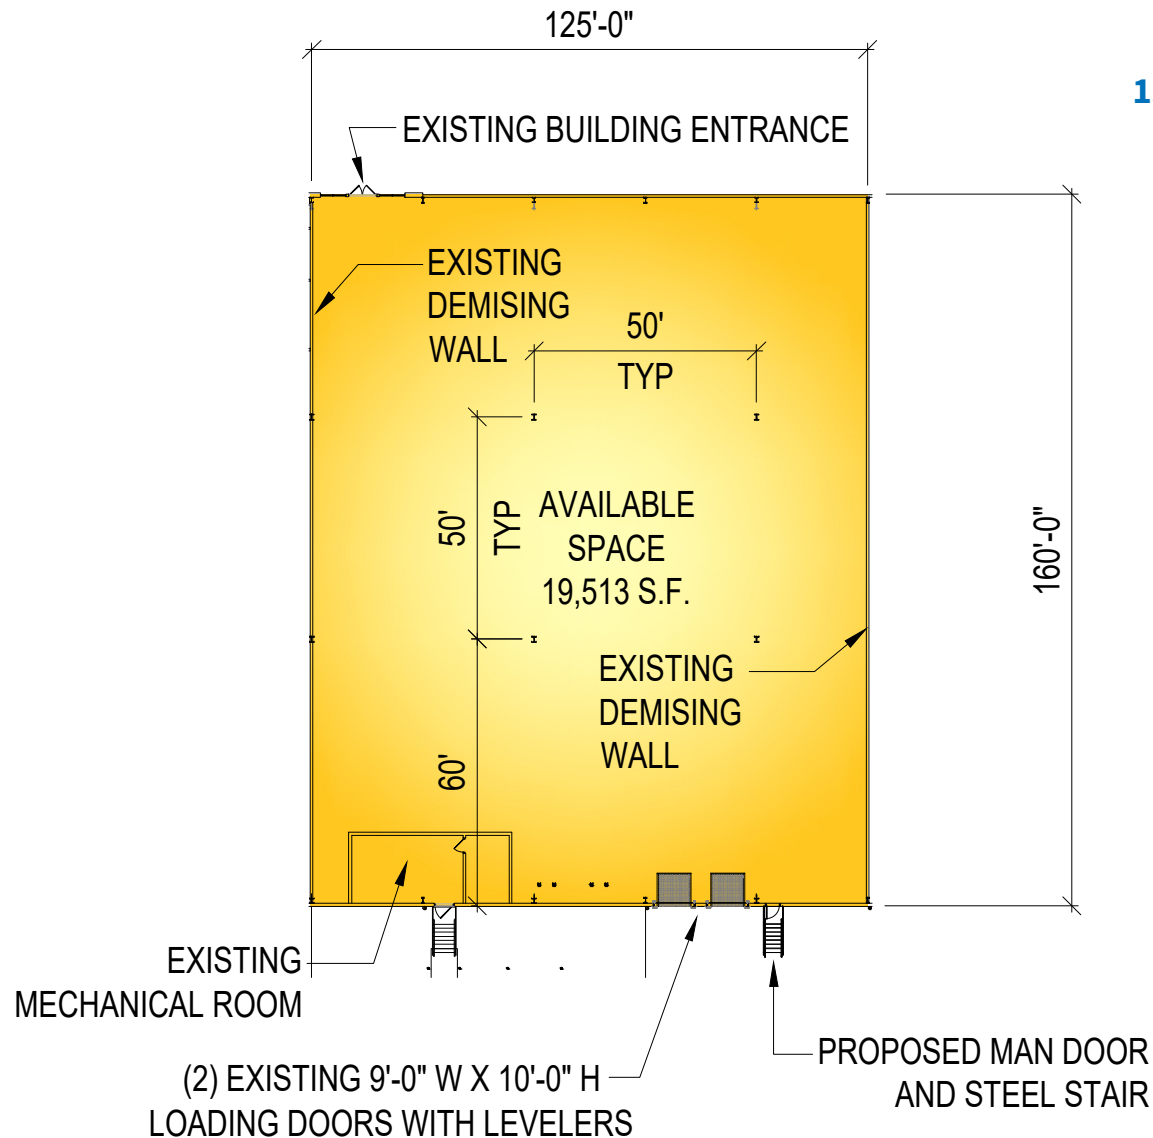 125'-0"
1
EXISTING BUILDING ENTRANCE
EXISTING
DEMISING
WALL
50'
TYP
50'
TYP
AVAILABLE
SPACE
19,513 S.F.
160'-0"
EXISTING
DEMISING
WALL
60'
EXISTING
MECHANICAL ROOM
(2) EXISTING 9'-0" W X 10'-0" H
LOADING DOORS WITH LEVELERS
PROPOSED MAN DOOR
AND STEEL STAIR